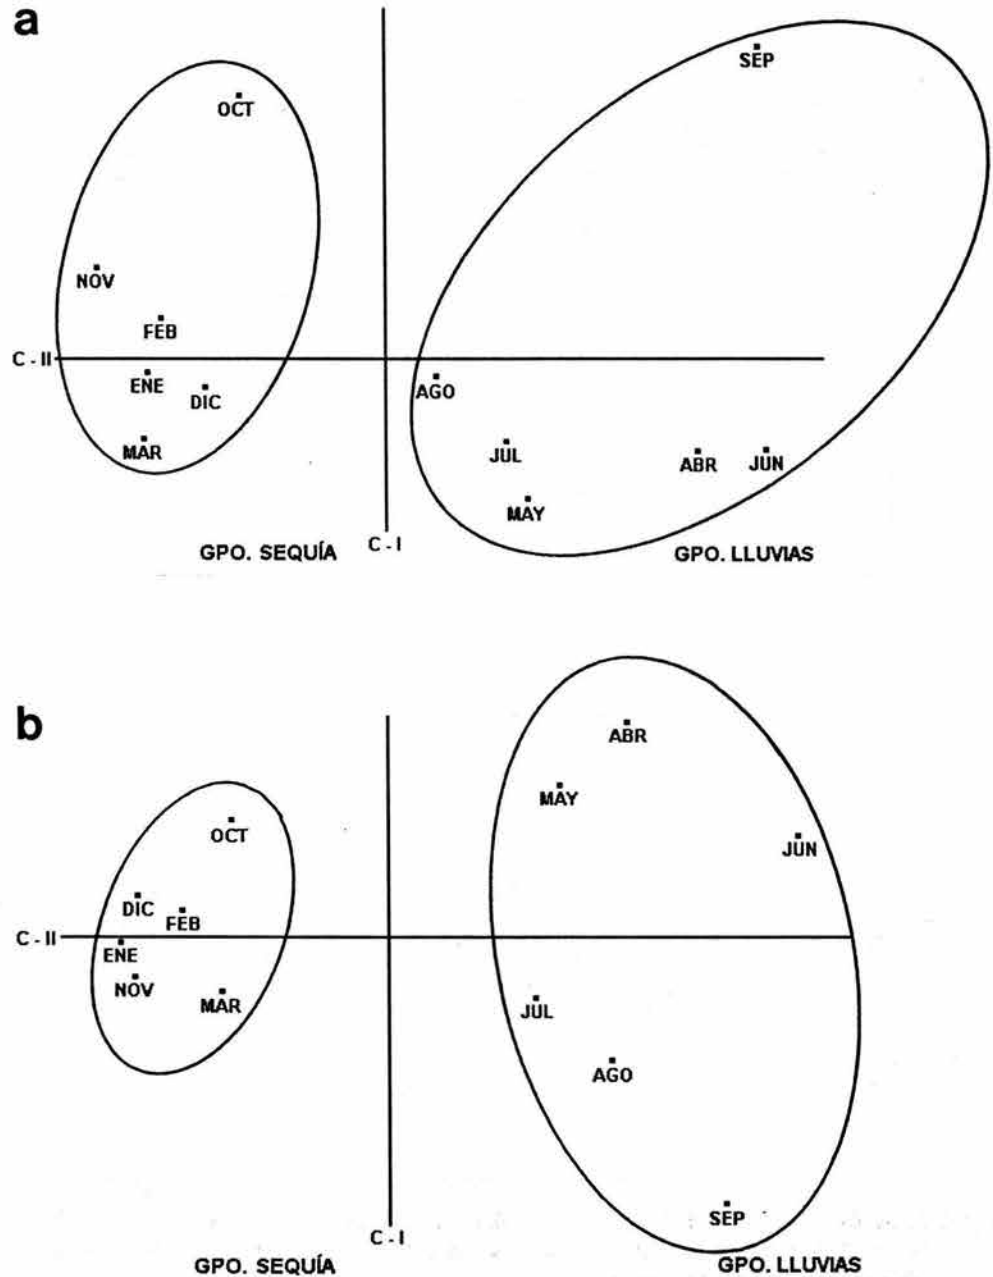 a
SEP
OCT
NOV
FEB
C - II
ENE
DIC
AGO
MAR
JUL
ABR
JUN
MAY
C - I
GPO. SEQUÍA
GPO. LLUVIAS
b
ABR
MAY
OCT
JUN
DIC
FEB
C - II
ENE
NOV
MAR
JUL
AGO
SEP
C - I
GPO. SEQUÍA
GPO. LLUVIAS